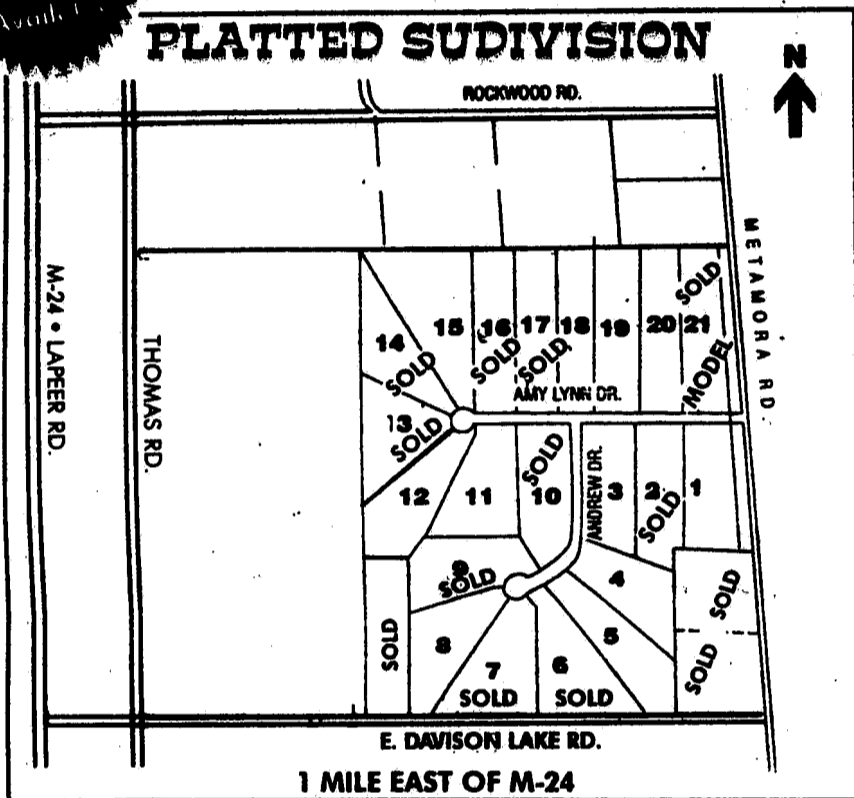 PLATTED SUDIVISION
N
ROCKWOOD RD.
METAMORA RD.
M-24 • LAPEER RD.
THOMAS RD.
14 SOLD
15
16 SOLD
17 SOLD
18
19
20
21 SOLD
MODEL
AMY LYNN DR.
13 SOLD
12
11
10 SOLD
ANDREW DR.
3
2 SOLD
1
9 SOLD
4
SOLD
5
SOLD
SOLD
8
7 SOLD
6 SOLD
E. DAVISON LAKE RD.
1 MILE EAST OF M-24